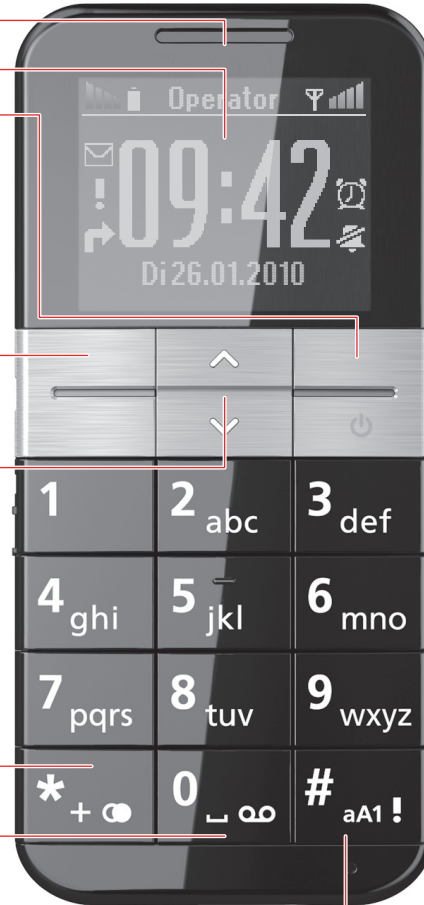 Operator
09:42
Di 26.01.2010
1
2 abc
3 def
4 ghi
5 jkl
6 mno
7 pqrs
8 tuv
9 wxyz
* +
0
# aA1 !